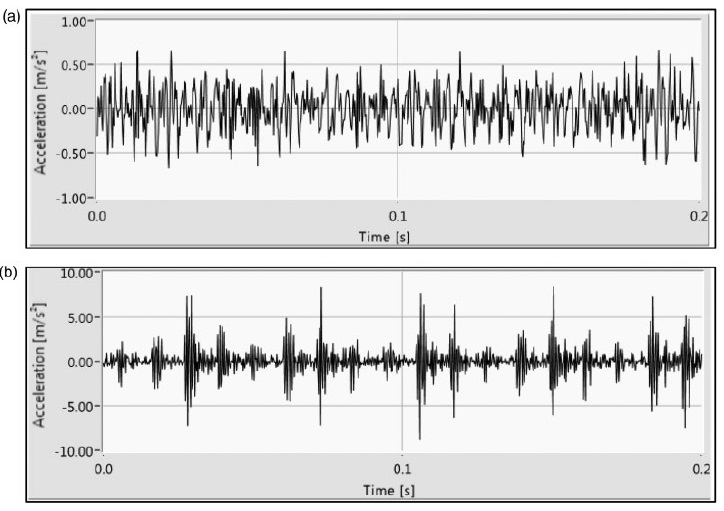 (a)
1.00
0.50
0.00
-0.50
-1.00
Acceleration [m/s²]
0.0 0.1 0.2
Time [s]
(b)
10.00
5.00
0.00
-5.00
-10.00
Acceleration [m/s²]
0.0 0.1 0.2
Time [s]